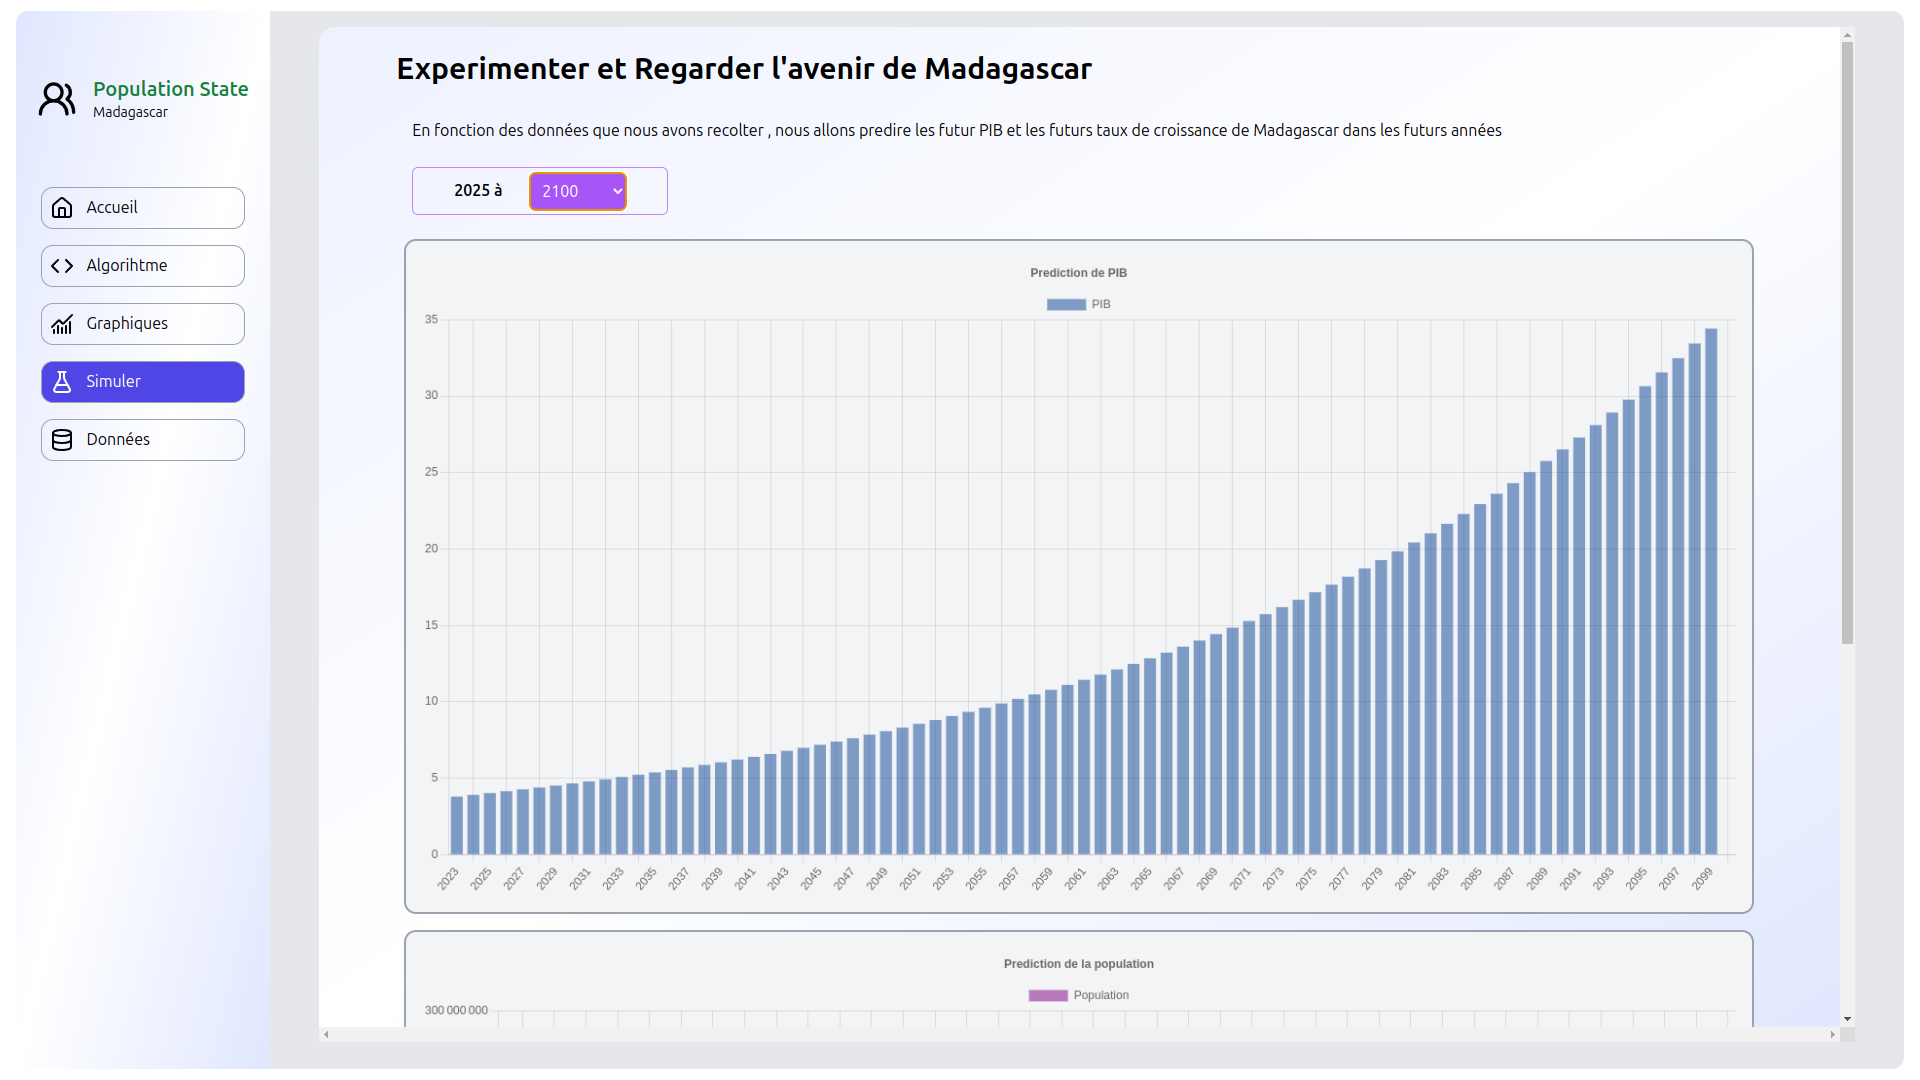 Population State
Madagascar
Accueil
Algorihtme
Graphiques
Simuler
Données
Experimenter et Regarder l'avenir de Madagascar
En fonction des données que nous avons recolter , nous allons predire les futur PIB et les futurs taux de croissance de Madagascar dans les futurs années
2025 à 2100
Prediction de PIB
PIB
35
30
25
20
15
10
5
0
2023 2025 2027 2029 2031 2033 2035 2037 2039 2041 2043 2045 2047 2049 2051 2053 2055 2057 2059 2061 2063 2065 2067 2069 2071 2073 2075 2077 2079 2081 2083 2085 2087 2089 2091 2093 2095 2097 2099
Prediction de la population
Population
300 000 000